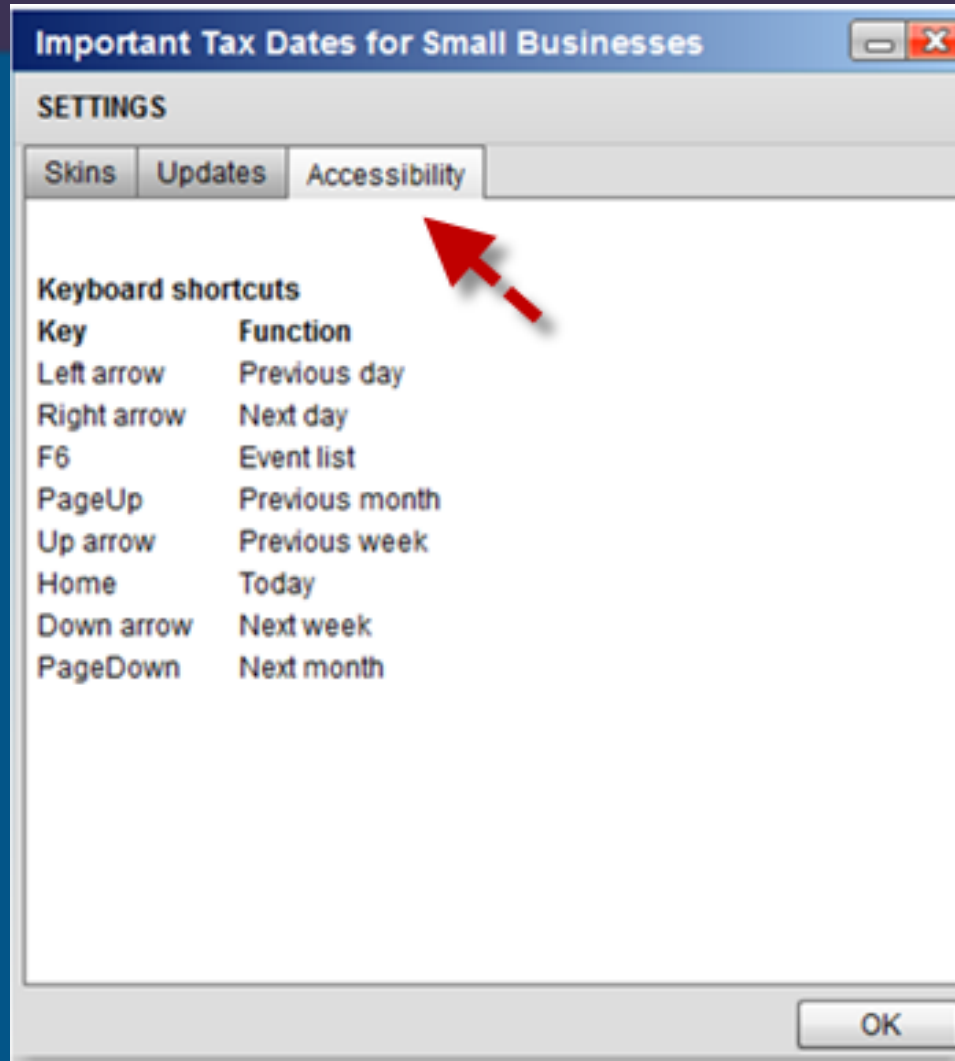 Important Tax Dates for Small Businesses
SETTINGS
Skins Updates Accessibility
Keyboard shortcuts
Key Function
Left arrow Previous day
Right arrow Next day
F6 Event list
PageUp Previous month
Up arrow Previous week
Home Today
Down arrow Next week
PageDown Next month
OK